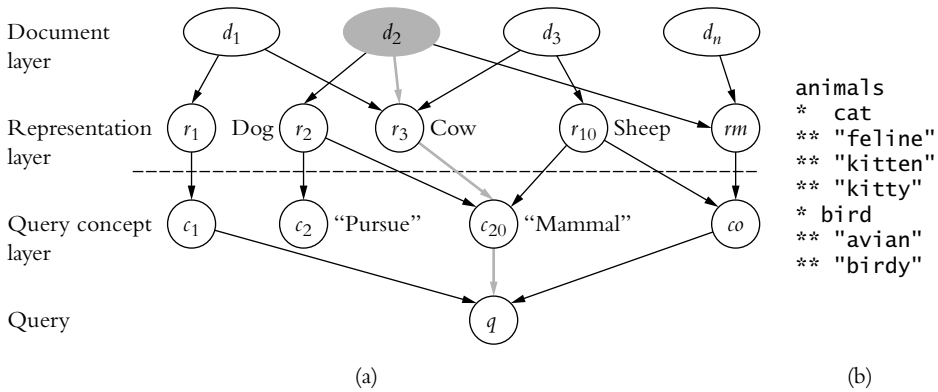 Document
layer
d1 d2 d3 dn
Representation
layer
r1 Dog r2 r3 Cow r10 Sheep rm
Query concept
layer
c1 c2 “Pursue” c20 “Mammal” co
Query
q
(a)
animals
* cat
** "feline"
** "kitten"
** "kitty"
* bird
** "avian"
** "birdy"
(b)